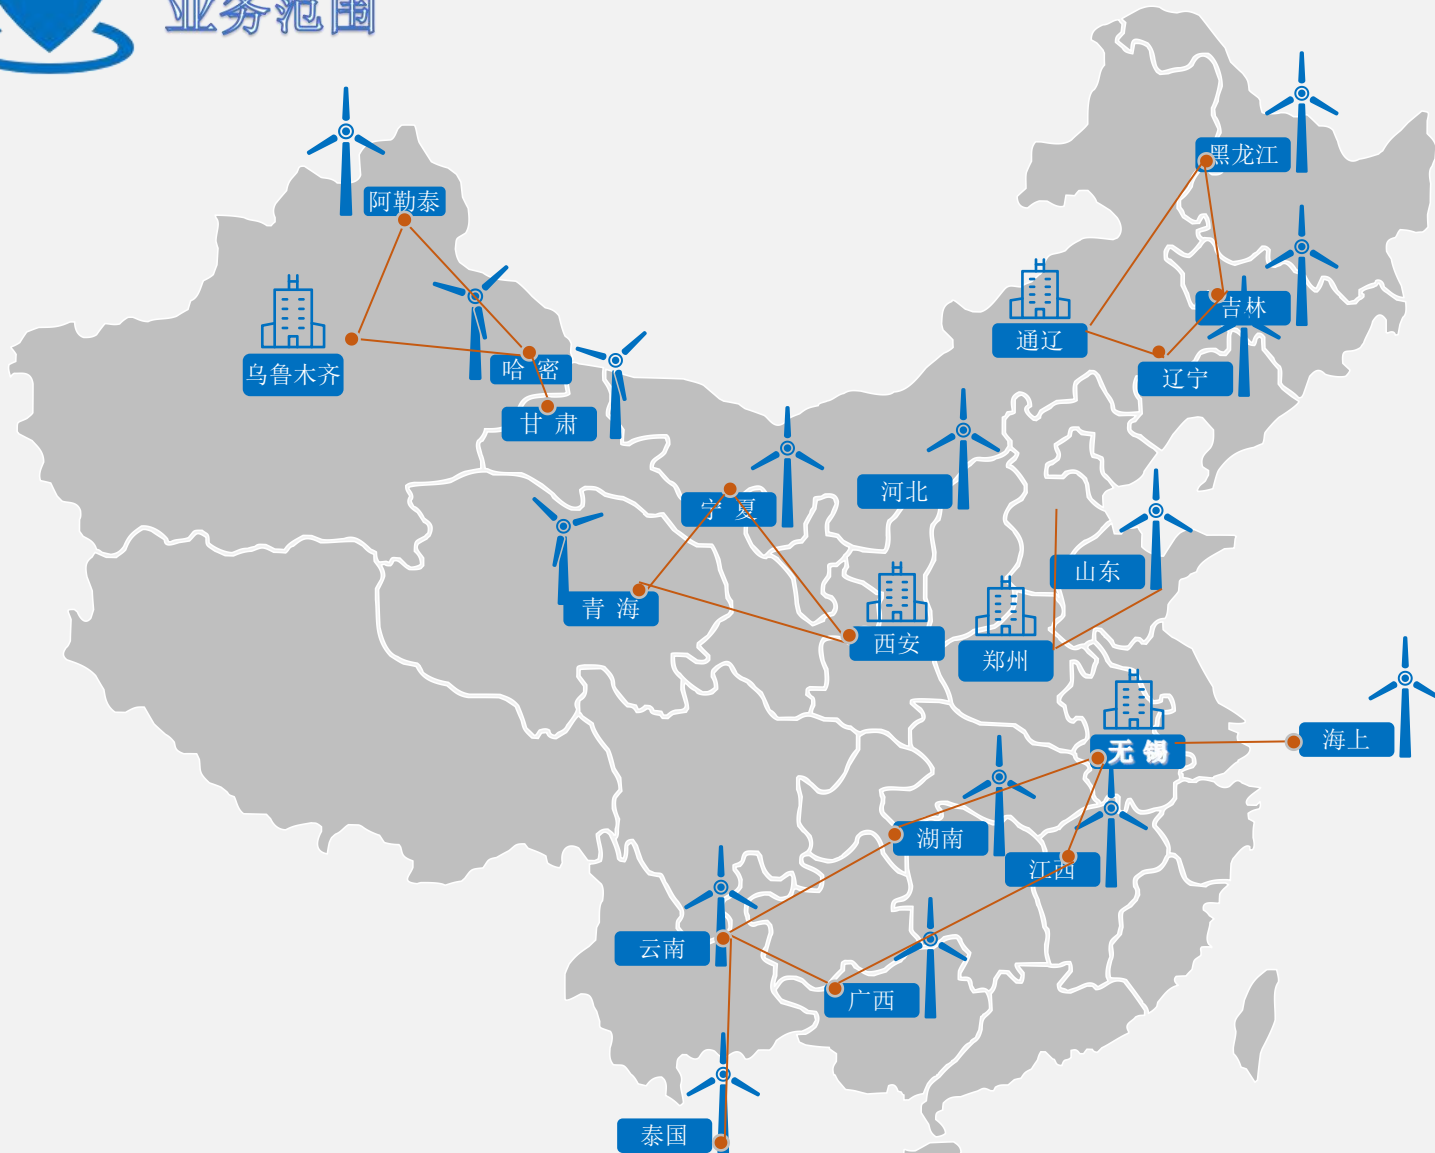 业务范围
黑龙江
阿勒泰
吉林
通辽
乌鲁木齐
哈 密
辽宁
甘 肃
河北
宁 夏
山东
青 海
西安
郑州
海上
无 锡
湖南
江西
云南
广西
泰国